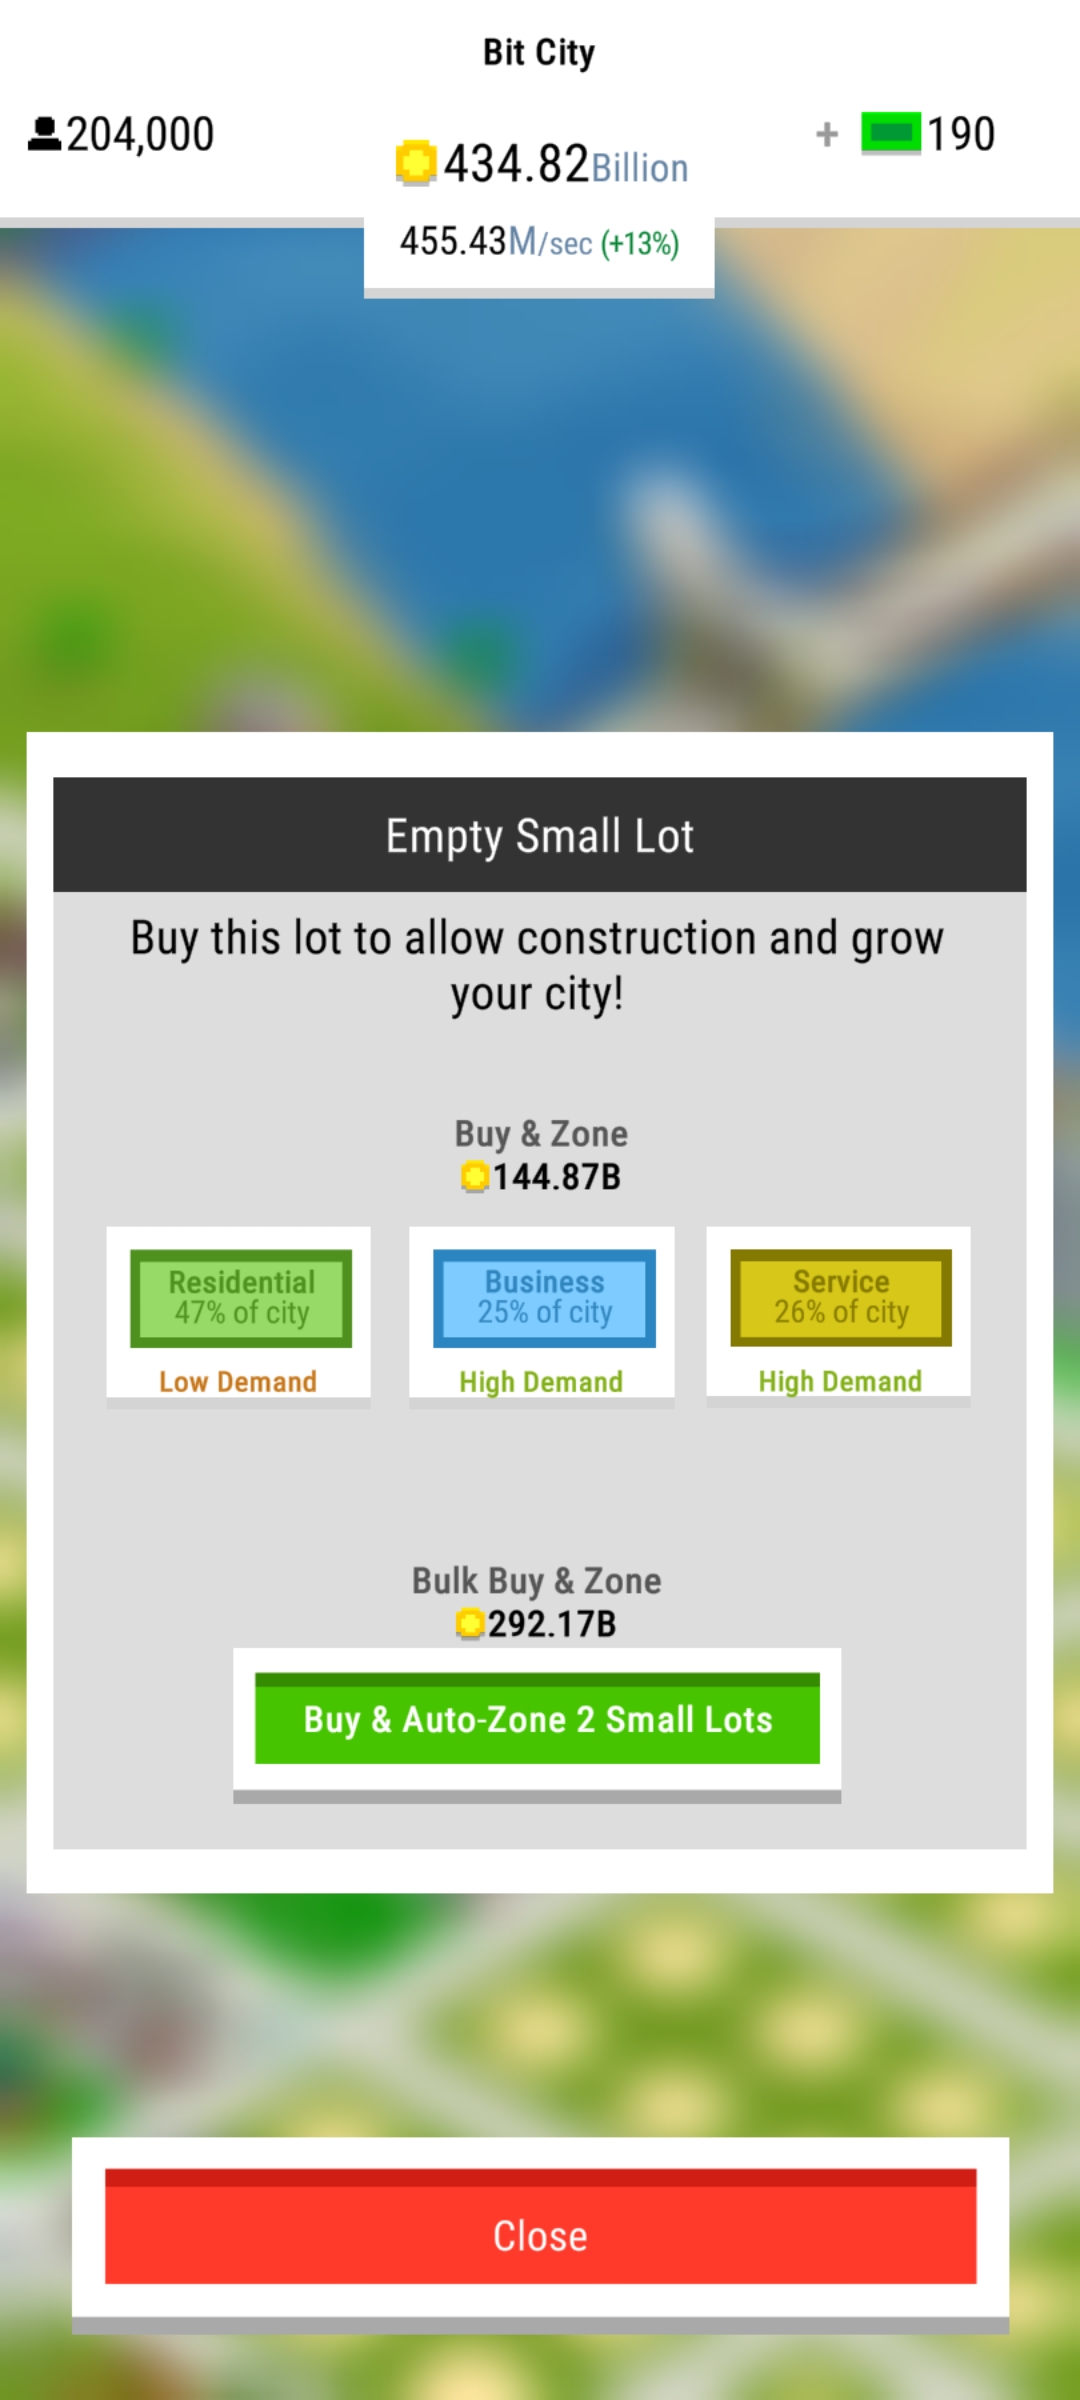 Bit City
204,000
434.82Billion
+ 190
455.43M/sec (+13%)
Empty Small Lot
Buy this lot to allow construction and grow
your city!
Buy & Zone
144.87B
Residential
47% of city
Low Demand
Business
25% of city
High Demand
Service
26% of city
High Demand
Bulk Buy & Zone
292.17B
Buy & Auto-Zone 2 Small Lots
Close